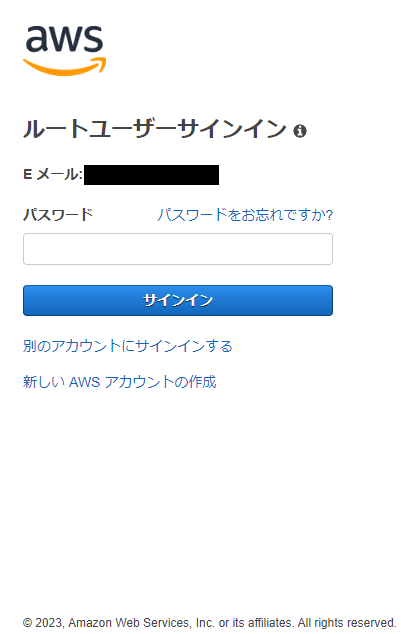 aws
ルートユーザーサインイン
E メール:
パスワード パスワードをお忘れですか?
サインイン
別のアカウントにサインインする
新しい AWS アカウントの作成
© 2023, Amazon Web Services, Inc. or its affiliates. All rights reserved.